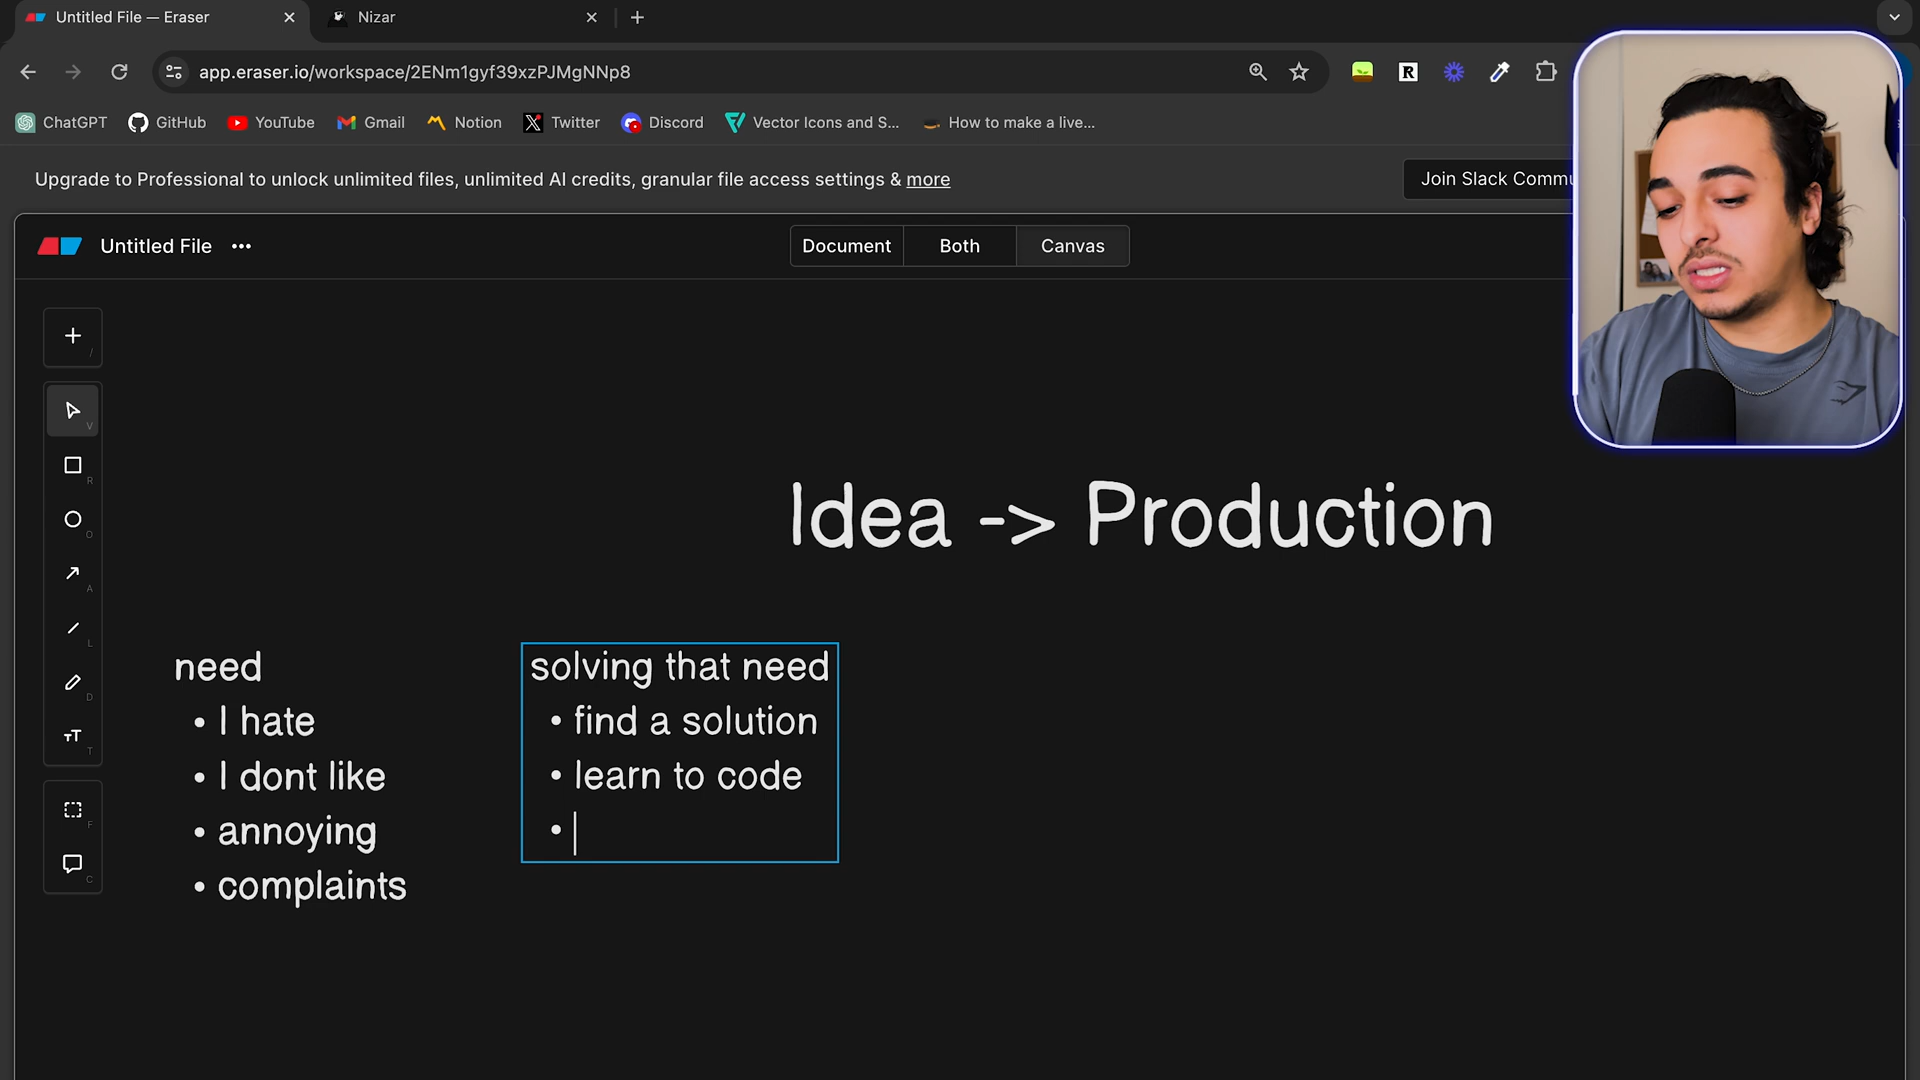 Untitled File — Eraser
Nizar
app.eraser.io/workspace/2ENm1gyf39xzPJMgNNp8
ChatGPT
GitHub
YouTube
Gmail
Notion
Twitter
Discord
Vector Icons and S...
How to make a live...
Upgrade to Professional to unlock unlimited files, unlimited AI credits, granular file access settings & more
Join Slack Commu
Untitled File
Document
Both
Canvas
/
V
R
O
A
L
D
T
F
C
Idea -> Production
need
• I hate
• I dont like
• annoying
• complaints
solving that need
• find a solution
• learn to code
•